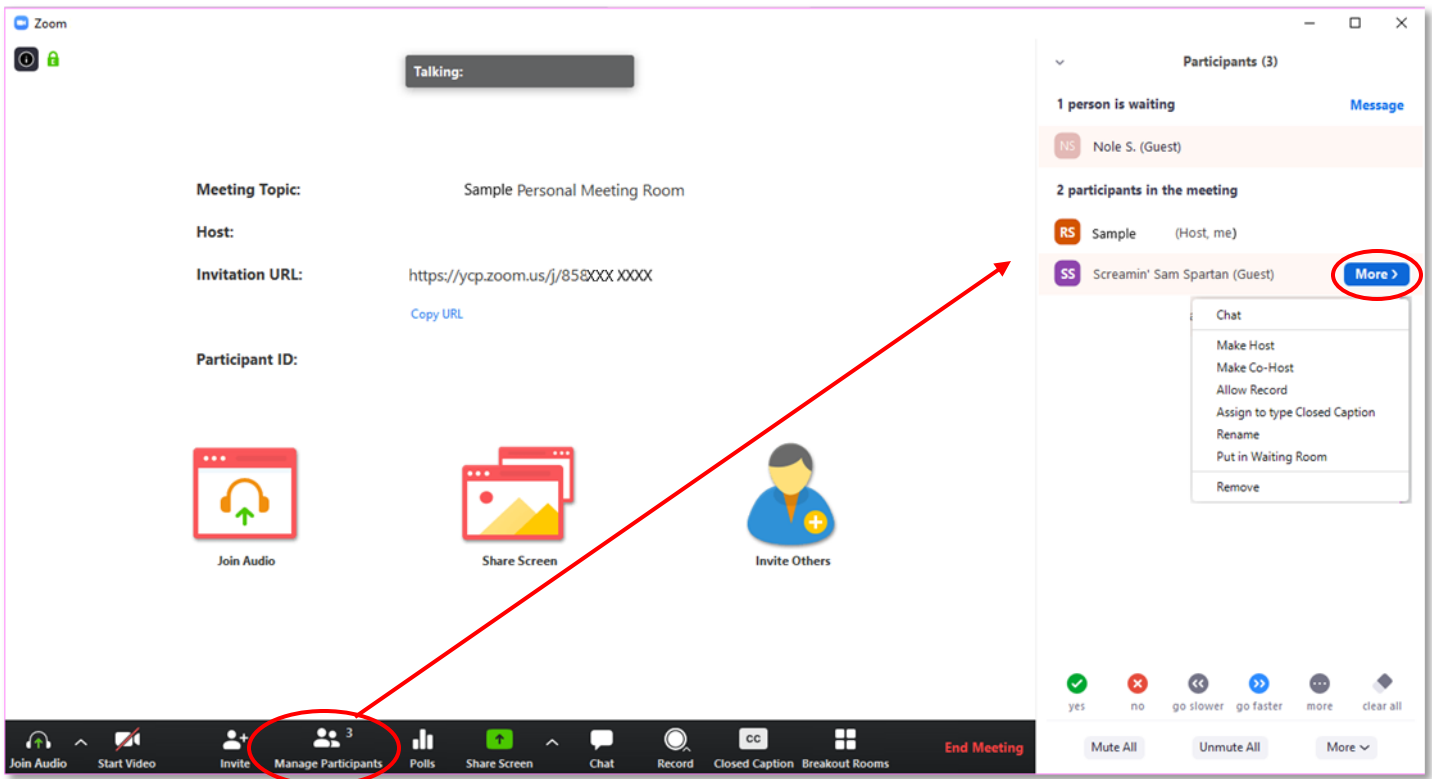 Zoom
Talking:
Meeting Topic: Sample Personal Meeting Room
Host:
Invitation URL: https://ycp.zoom.us/j/858XXX XXXX
Copy URL
Participant ID:
Join Audio
Share Screen
Invite Others
Participants (3)
1 person is waiting
Message
NS Nole S. (Guest)
2 participants in the meeting
RS Sample (Host, me)
SS Screamin' Sam Spartan (Guest)
More >
Chat
Make Host
Make Co-Host
Allow Record
Assign to type Closed Caption
Rename
Put in Waiting Room
Remove
yes no go slower go faster more clear all
Mute All Unmute All More
3
CC
Join Audio Start Video Invite Manage Participants Polls Share Screen Chat Record Closed Caption Breakout Rooms End Meeting